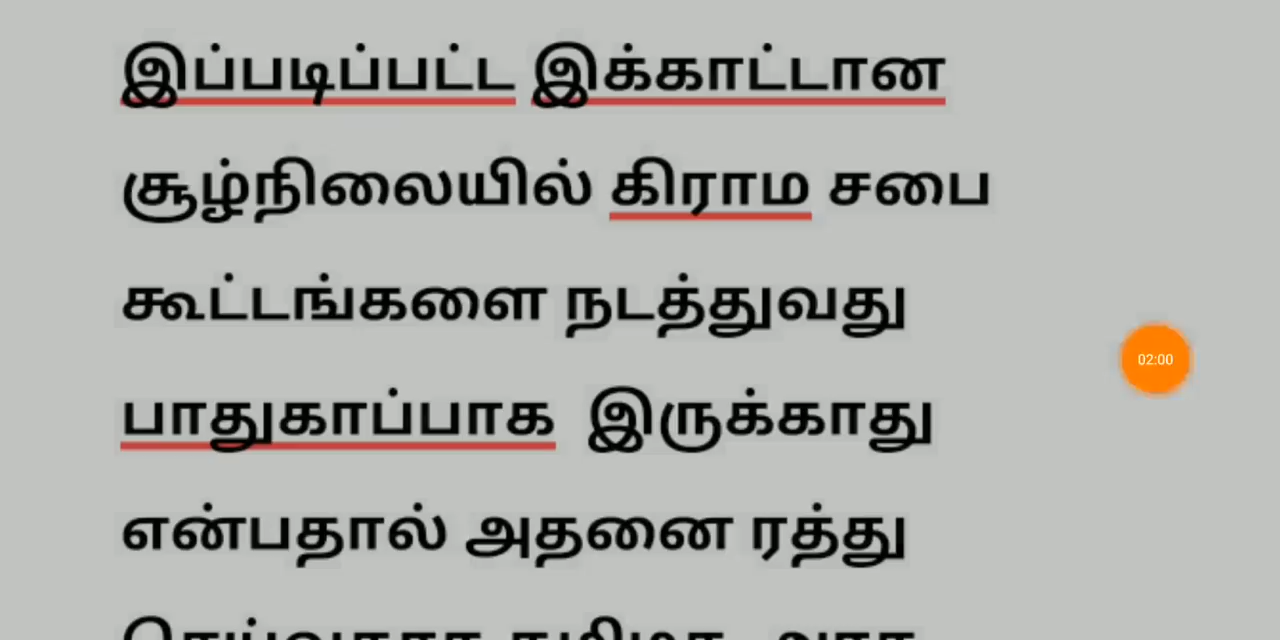 இப்படிப்பட்ட இக்காட்டான
சூழ்நிலையில் கிராம சபை
கூட்டங்களை நடத்துவது
02:00
பாதுகாப்பாக இருக்காது
என்பதால் அதனை ரத்து